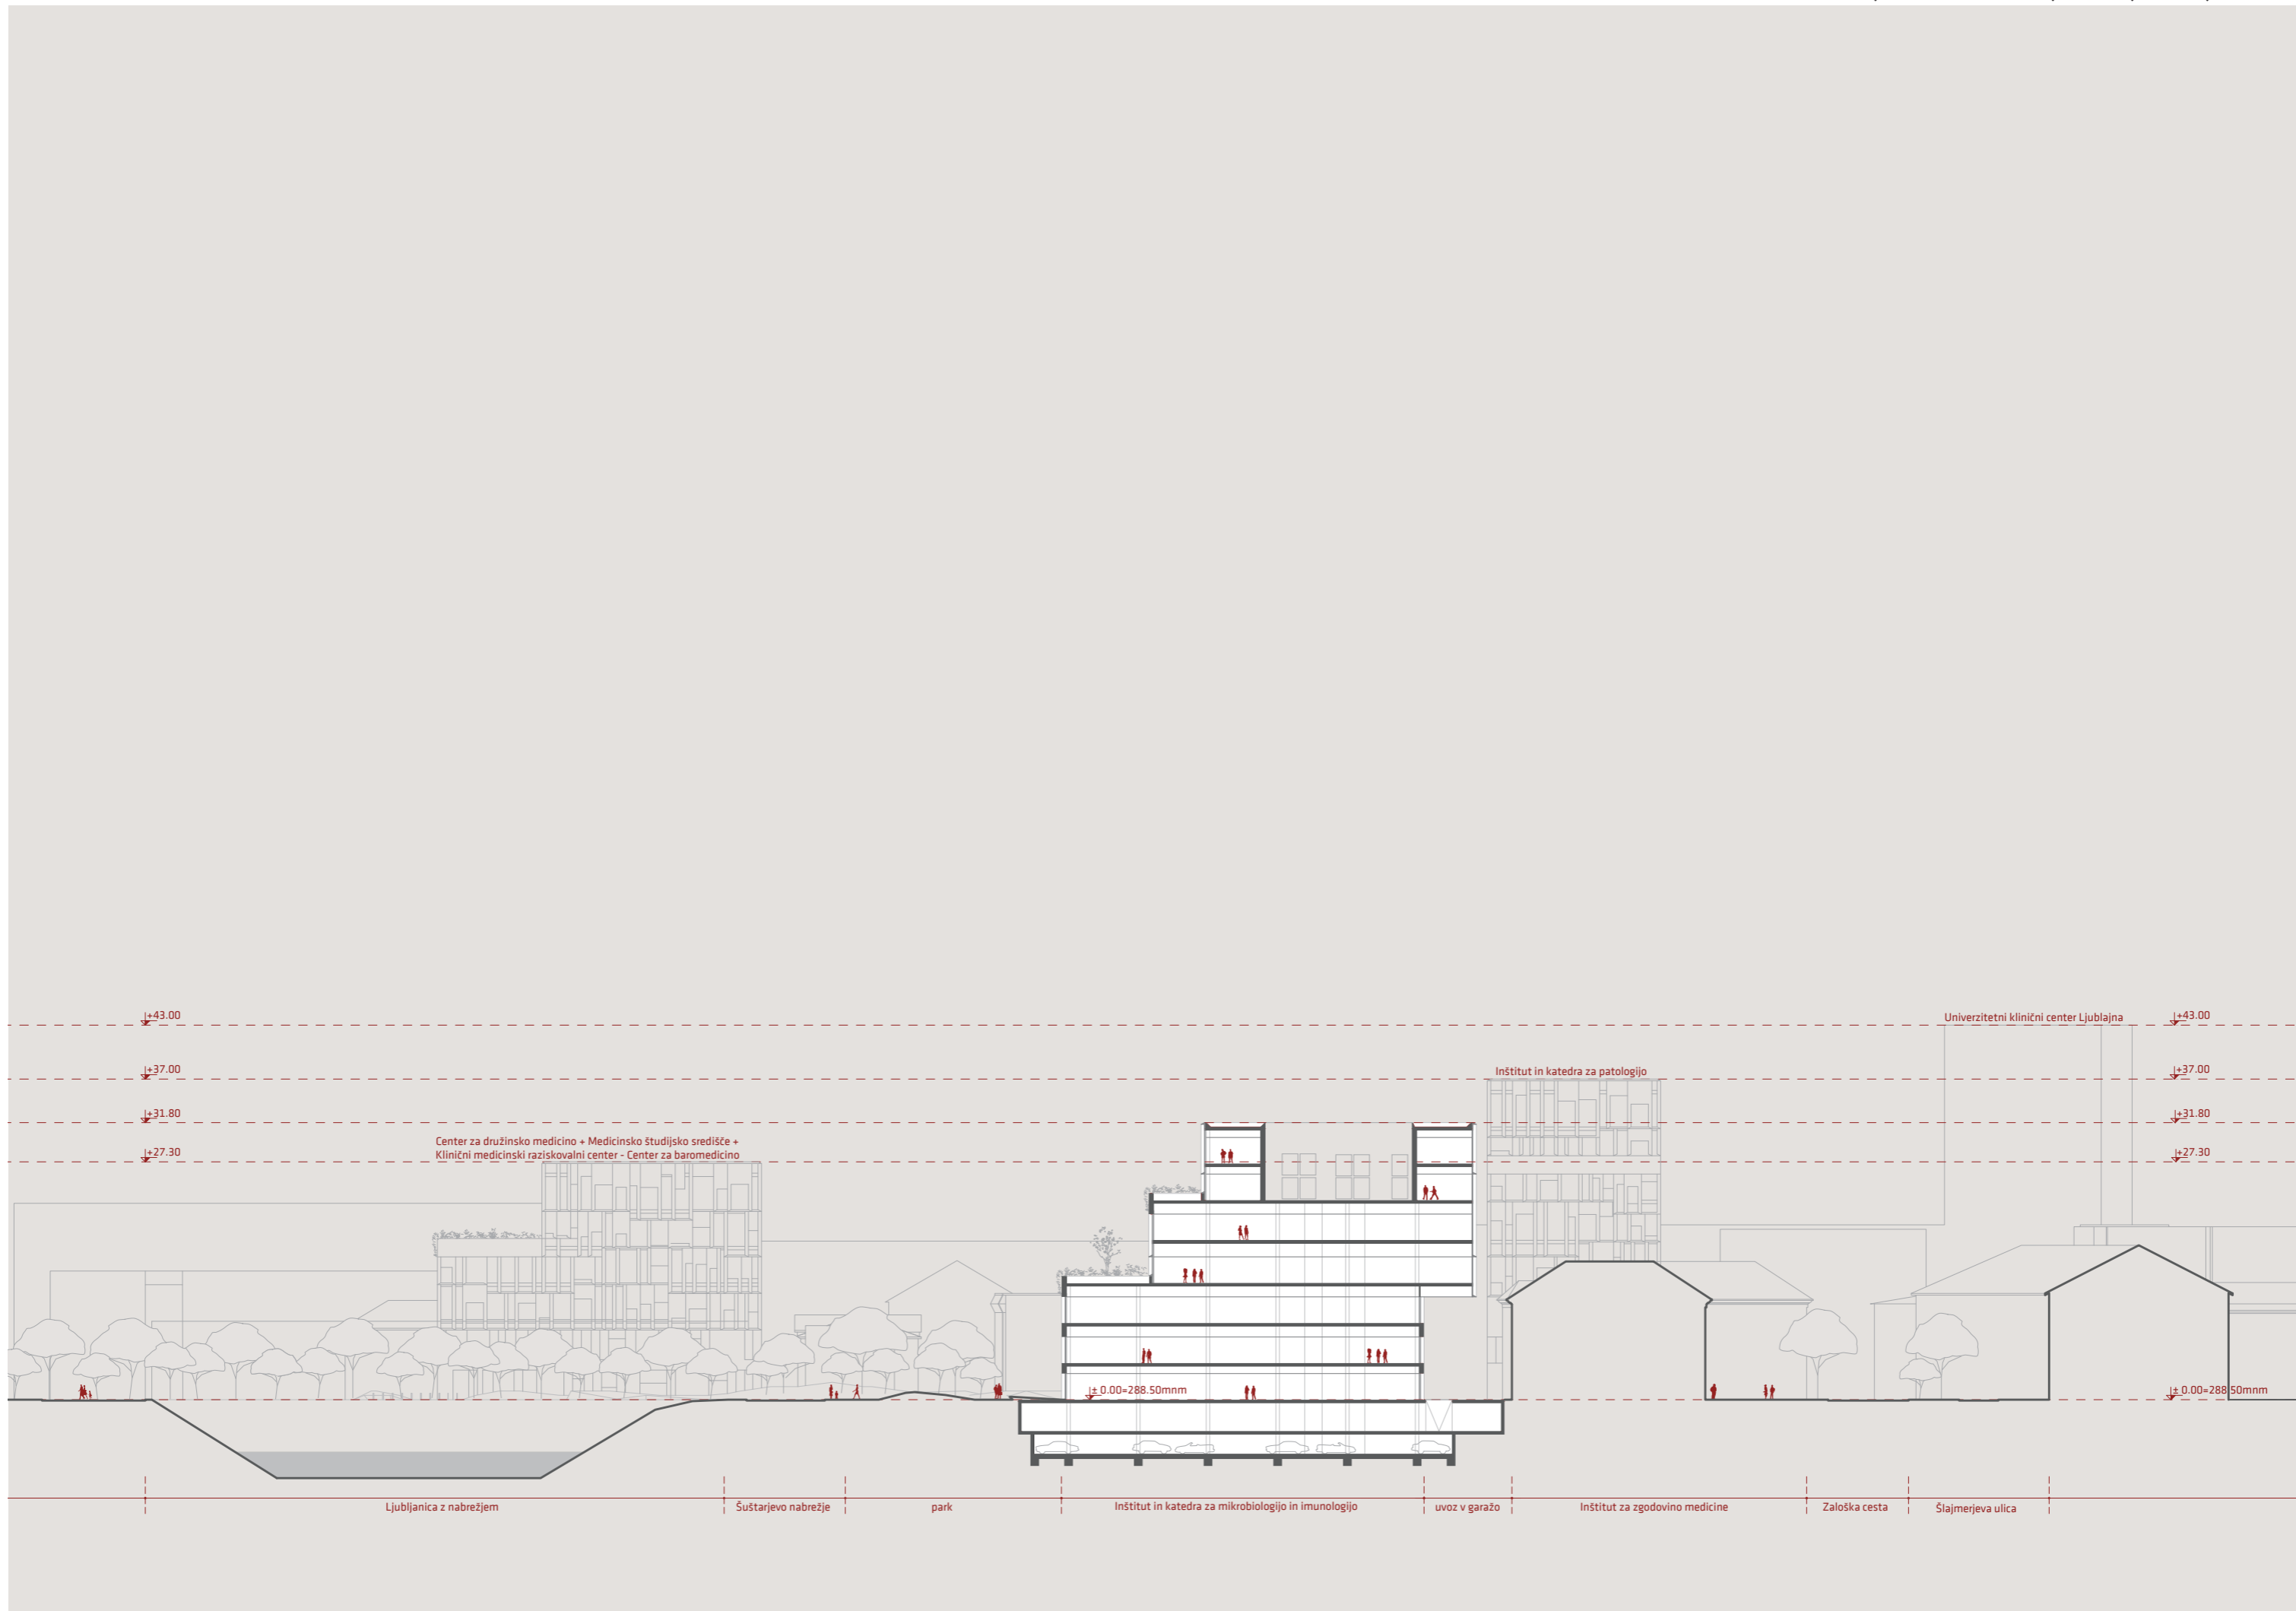 +43.00
Univerzitetni klinični center Ljublajna
+43.00
+37.00
Inštitut in katedra za patologijo
+37.00
+31.80
+31.80
Center za družinsko medicino + Medicinsko študijsko središče +
Klinični medicinski raziskovalni center - Center za baromedicino
+27.30
+27.30
± 0.00=288.50mnm
± 0.00=288.50mnm
Ljubljanica z nabrežjem
Šuštarjevo nabrežje
park
Inštitut in katedra za mikrobiologijo in imunologijo
uvoz v garažo
Inštitut za zgodovino medicine
Zaloška cesta
Šlajmerjeva ulica